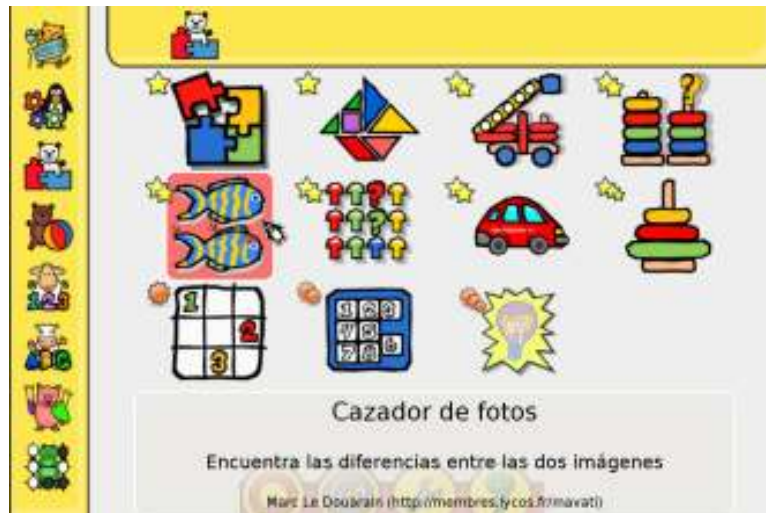 Cazador de fotos
Encuentra las diferencias entre las dos imágenes
Marc Le Douarain (http://membres.lycos.fr/mavati)